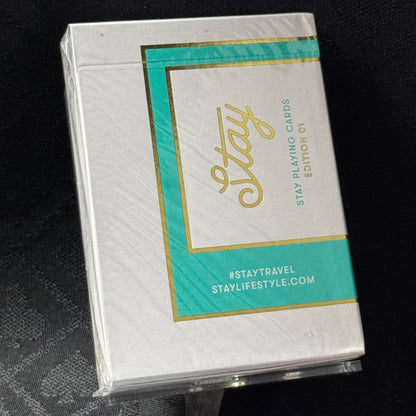 Stay
STAY PLAYING CARDS
EDITION 01
#STAYTRAVEL
STAYLIFESTYLE.COM